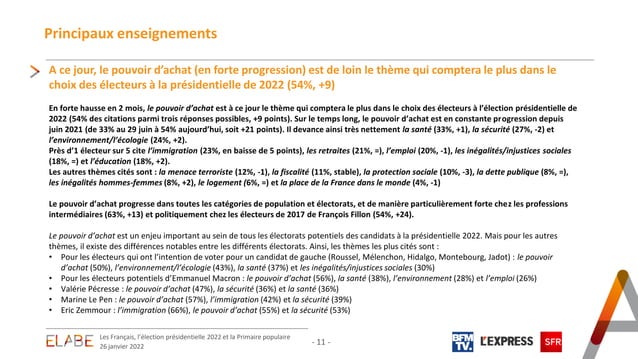 Principaux enseignements
A ce jour, le pouvoir d’achat (en forte progression) est de loin le thème qui comptera le plus dans le
choix des électeurs à la présidentielle de 2022 (54%, +9)
En forte hausse en 2 mois, le pouvoir d’achat est à ce jour le thème qui comptera le plus dans le choix des électeurs à l’élection présidentielle de
2022 (54% des citations parmi trois réponses possibles, +9 points). Sur le temps long, le pouvoir d’achat est en constante progression depuis
juin 2021 (de 33% au 29 juin à 54% aujourd’hui, soit +21 points). Il devance ainsi très nettement la santé (33%, +1), la sécurité (27%, -2) et
l’environnement/l’écologie (24%, +2).
Près d’1 électeur sur 5 cite l’immigration (23%, en baisse de 5 points), les retraites (21%, =), l’emploi (20%, -1), les inégalités/injustices sociales
(18%, =) et l’éducation (18%, +2).
Les autres thèmes cités sont : la menace terroriste (12%, -1), la fiscalité (11%, stable), la protection sociale (10%, -3), la dette publique (8%, =),
les inégalités hommes-femmes (8%, +2), le logement (6%, =) et la place de la France dans le monde (4%, -1)
Le pouvoir d’achat progresse dans toutes les catégories de population et électorats, et de manière particulièrement forte chez les professions
intermédiaires (63%, +13) et politiquement chez les électeurs de 2017 de François Fillon (54%, +24).
Le pouvoir d’achat est un enjeu important au sein de tous les électorats potentiels des candidats à la présidentielle 2022. Mais pour les autres
thèmes, il existe des différences notables entre les différents électorats. Ainsi, les thèmes les plus cités sont :
• Pour les électeurs qui ont l’intention de voter pour un candidat de gauche (Roussel, Mélenchon, Hidalgo, Montebourg, Jadot) : le pouvoir
d’achat (50%), l’environnement/l’écologie (43%), la santé (37%) et les inégalités/injustices sociales (30%)
• Pour les électeurs potentiels d’Emmanuel Macron : le pouvoir d’achat (56%), la santé (38%), l’environnement (28%) et l’emploi (26%)
• Valérie Pécresse : le pouvoir d’achat (47%), la sécurité (36%) et la santé (36%)
• Marine Le Pen : le pouvoir d’achat (57%), l’immigration (42%) et la sécurité (39%)
• Eric Zemmour : l’immigration (66%), le pouvoir d’achat (55%) et la sécurité (53%)
ELABE
Les Français, l’élection présidentielle 2022 et la Primaire populaire
26 janvier 2022
- 11 -
BFM
TV.
L'EXPRESS
SFR